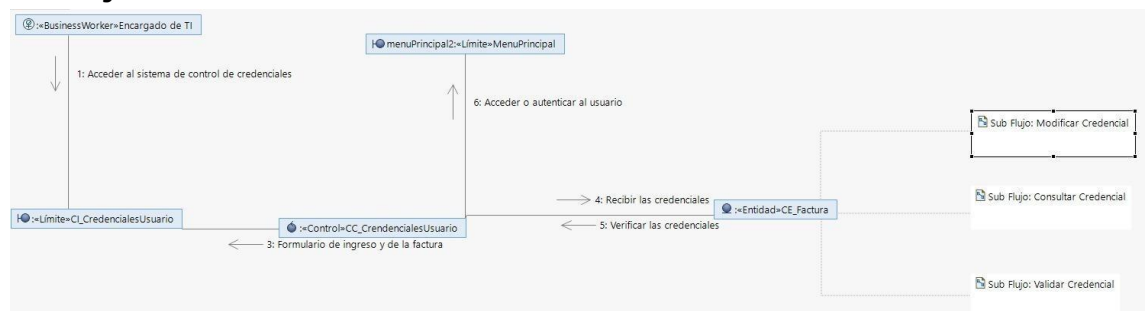 :«BusinessWorker»Encargado de TI
menuPrincipal2:«Límite»MenuPrincipal
1: Acceder al sistema de control de credenciales
6: Acceder o autenticar al usuario
Sub Flujo: Modificar Credencial
4: Recibir las credenciales
Sub Flujo: Consultar Credencial
:«Entidad»CE_Factura
:«Límite»CI_CredencialesUsuario
5: Verificar las credenciales
:«Control»CC_CrendencialesUsuario
3: Formulario de ingreso y de la factura
Sub Flujo: Validar Credencial